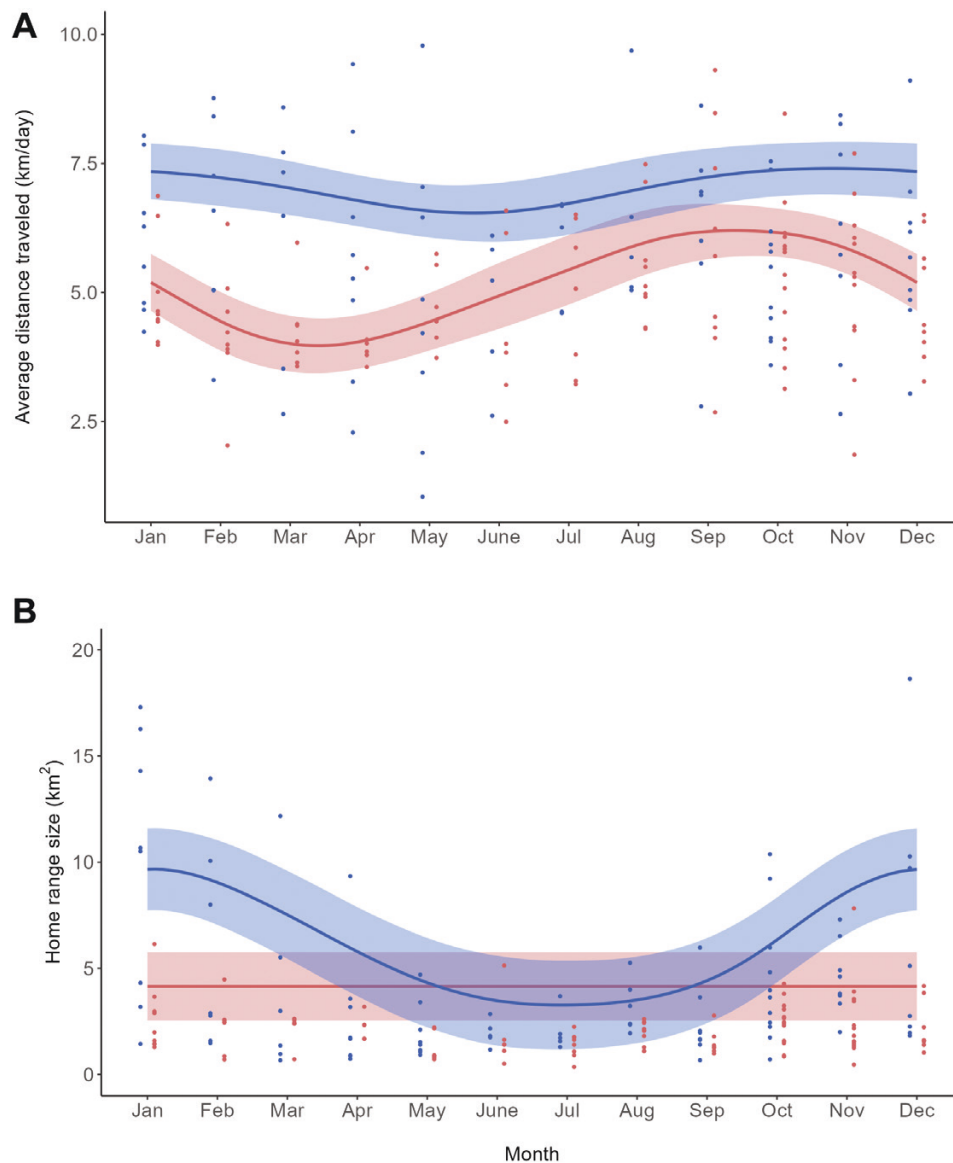 A
Average distance traveled (km/day)
10.0
7.5
5.0
2.5
Jan Feb Mar Apr May June Jul Aug Sep Oct Nov Dec
B
Home range size (km²)
20
15
10
5
0
Jan Feb Mar Apr May June Jul Aug Sep Oct Nov Dec
Month